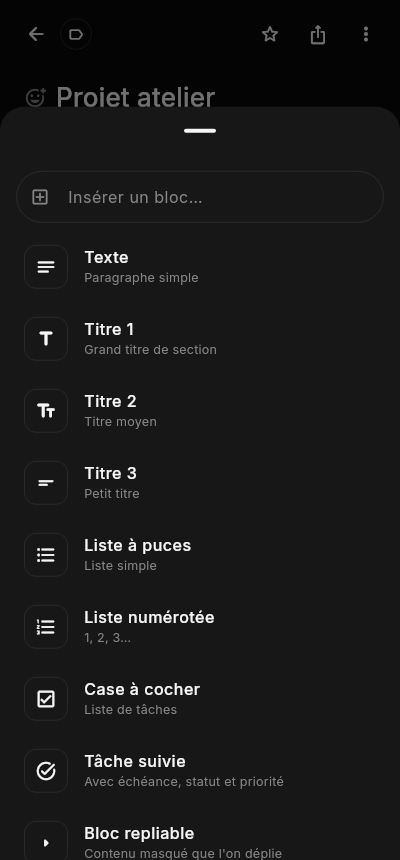 Projet atelier
Insérer un bloc...
Texte
Paragraphe simple
Titre 1
Grand titre de section
Titre 2
Titre moyen
Titre 3
Petit titre
Liste à puces
Liste simple
Liste numérotée
1, 2, 3...
Case à cocher
Liste de tâches
Tâche suivie
Avec échéance, statut et priorité
Bloc repliable
Contenu masqué que l'on déplie